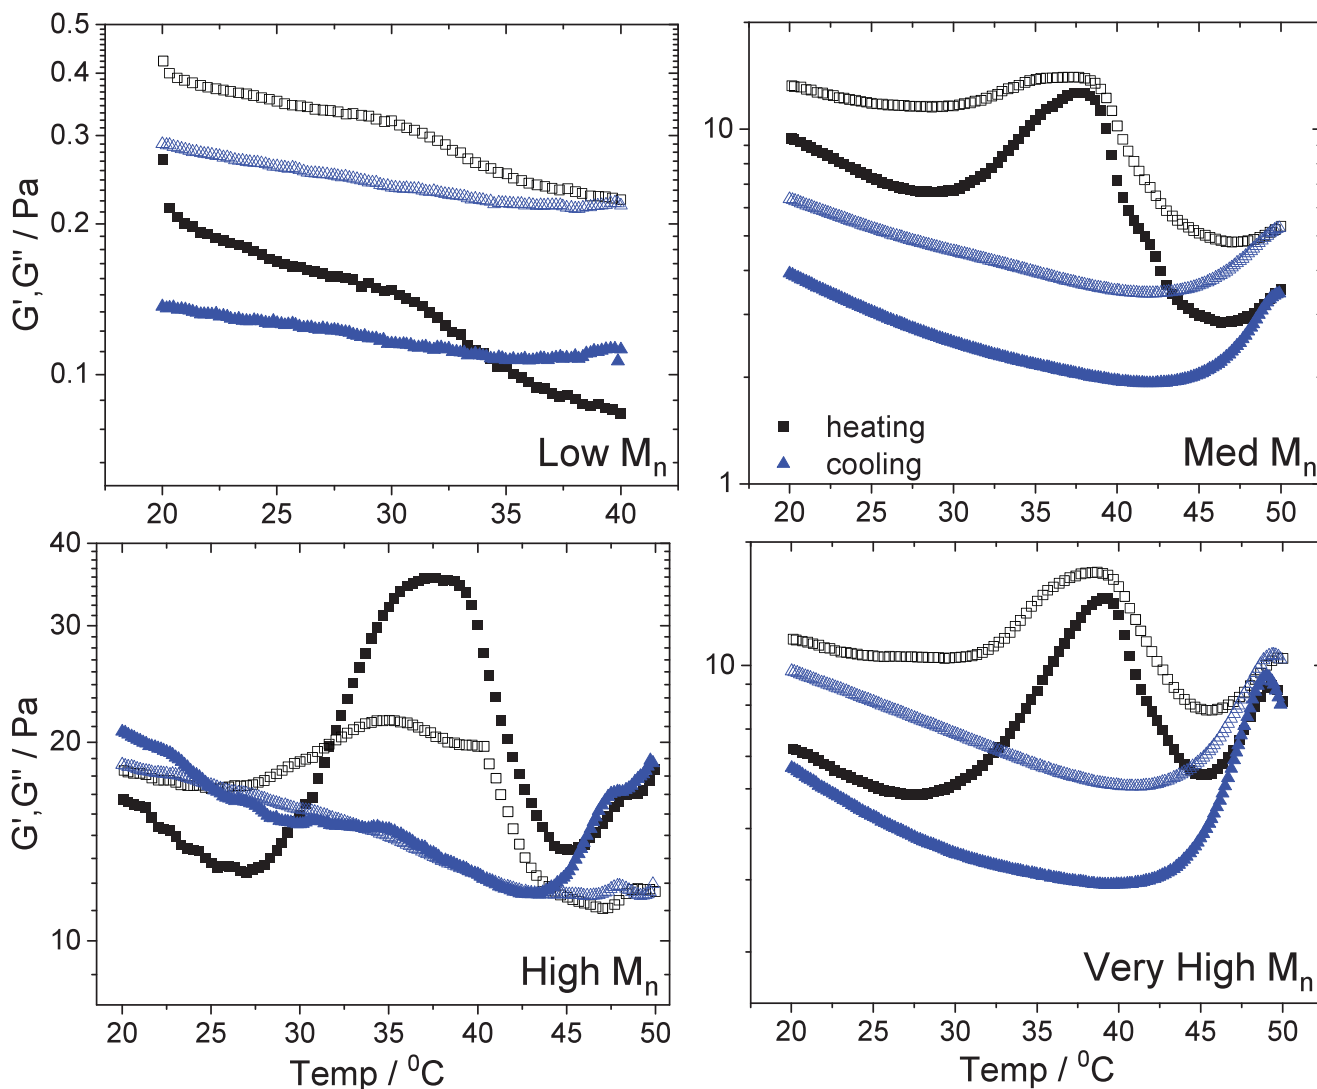 0.5
0.4
0.3
0.2
0.1
G',G'' / Pa
20 25 30 35 40
Low Mₙ
10
1
20 25 30 35 40 45 50
heating
cooling
Med Mₙ
40
30
20
10
G',G'' / Pa
20 25 30 35 40 45 50
High Mₙ
Temp / ⁰C
10
20 25 30 35 40 45 50
Very High Mₙ
Temp / ⁰C